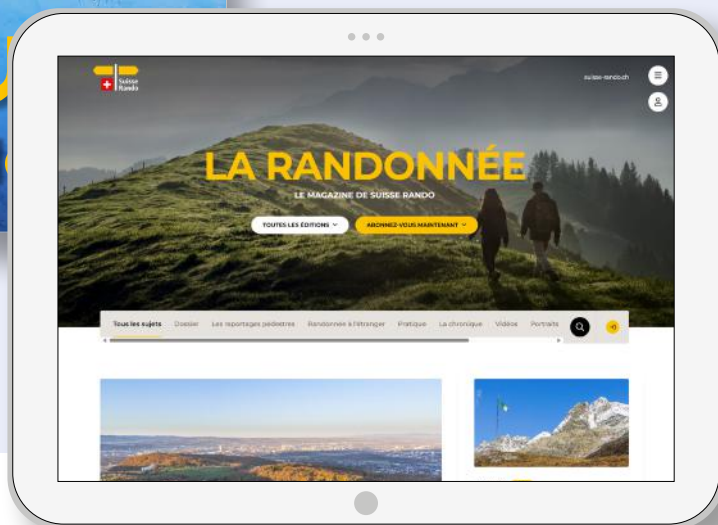 Suisse
Rando
suisse-rando.ch
LA RANDONNÉE
LE MAGAZINE DE SUISSE RANDO
TOUTES LES ÉDITIONS
ABONNEZ-VOUS MAINTENANT
Tous les sujets Dossier Les reportages pédestres Randonnée à l'étranger Pratique La chronique Vidéos Portraits